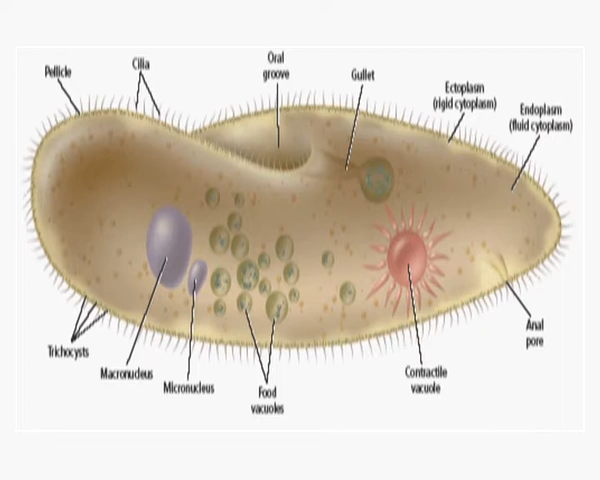 Pellicle
Cilia
Oral
groove
Gullet
Ectoplasm
(rigid cytoplasm)
Endoplasm
(fluid cytoplasm)
Trichocysts
Macronucleus
Micronucleus
Food
vacuoles
Contractile
vacuole
Anal
pore